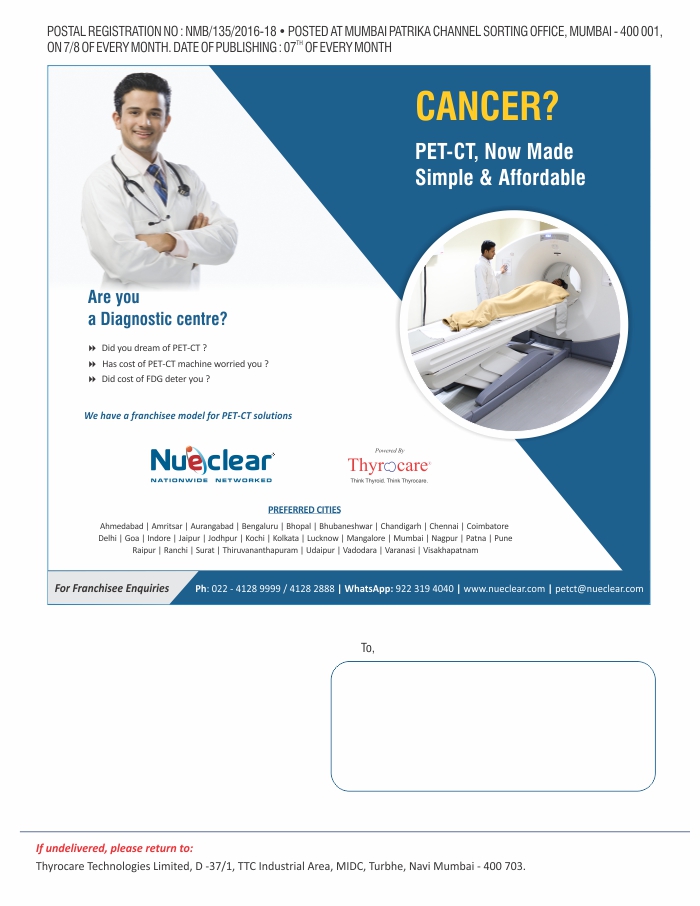 POSTAL REGISTRATION NO : NMB/135/2016-18 • POSTED AT MUMBAI PATRIKA CHANNEL SORTING OFFICE, MUMBAI - 400 001,
ON 7/8 OF EVERY MONTH. DATE OF PUBLISHING : 07TH OF EVERY MONTH
CANCER?
PET-CT, Now Made
Simple & Affordable
Are you
a Diagnostic centre?
Did you dream of PET-CT ?
Has cost of PET-CT machine worried you ?
Did cost of FDG deter you ?
We have a franchisee model for PET-CT solutions
Nueclear
NATIONWIDE NETWORKED
Powered By
Thyrocare
Think Thyroid. Think Thyrocare.
PREFERRED CITIES
Ahmedabad | Amritsar | Aurangabad | Bengaluru | Bhopal | Bhubaneshwar | Chandigarh | Chennai | Coimbatore
Delhi | Goa | Indore | Jaipur | Jodhpur | Kochi | Kolkata | Lucknow | Mangalore | Mumbai | Nagpur | Patna | Pune
Raipur | Ranchi | Surat | Thiruvananthapuram | Udaipur | Vadodara | Varanasi | Visakhapatnam
For Franchisee Enquiries
Ph: 022 - 4128 9999 / 4128 2888 | WhatsApp: 922 319 4040 | www.nueclear.com | petct@nueclear.com
To,
If undelivered, please return to:
Thyrocare Technologies Limited, D -37/1, TTC Industrial Area, MIDC, Turbhe, Navi Mumbai - 400 703.